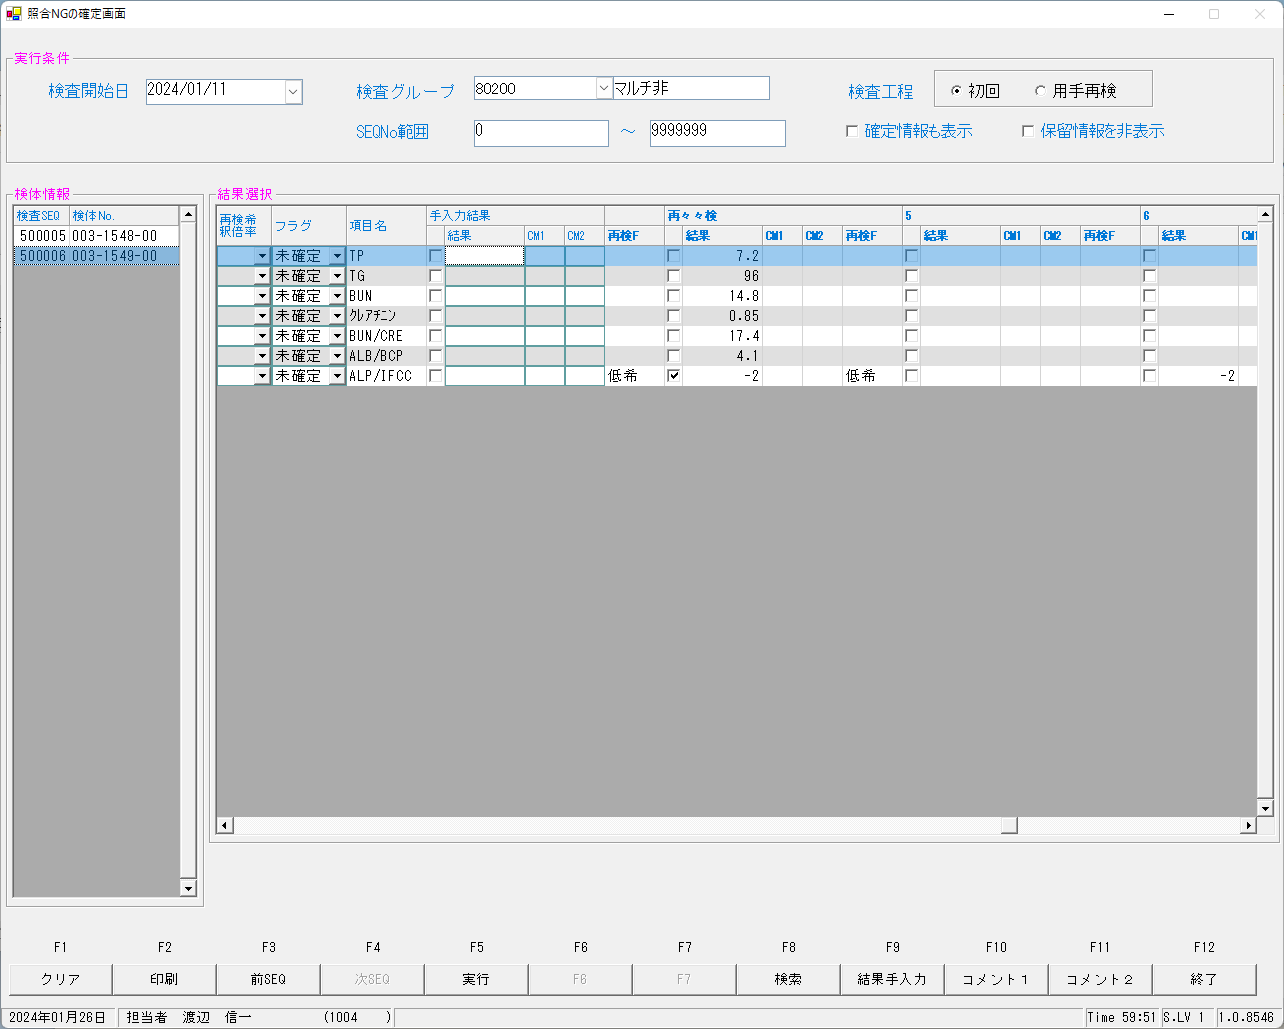 照合NGの確定画面
実行条件
検査開始日 2024/01/11 検査グループ 80200 マルチ非 検査工程 初回 用手再検
SEQNo範囲 0 ～ 9999999 確定情報も表示 保留情報を非表示
検体情報
検査SEQ 検体No.
500005 003-1548-00
500006 003-1549-00
結果選択
再検希釈倍率 フラグ 項目名 手入力結果 再々々検 5 6
結果 CM1 CM2 再検F 結果 CM1 CM2 再検F 結果 CM1 CM2 再検F 結果 CM1
未確定 TP 7.2
未確定 TG 96
未確定 BUN 14.8
未確定 ｸﾚｱﾁﾆﾝ 0.85
未確定 BUN/CRE 17.4
未確定 ALB/BCP 4.1
未確定 ALP/IFCC 低希 -2 低希 -2
F1 F2 F3 F4 F5 F6 F7 F8 F9 F10 F11 F12
クリア 印刷 前SEQ 次SEQ 実行 F6 F7 検索 結果手入力 コメント１ コメント２ 終了
2024年01月26日 担当者 渡辺 信一 (1004 ) Time 59:51 S.LV 1 1.0.8546